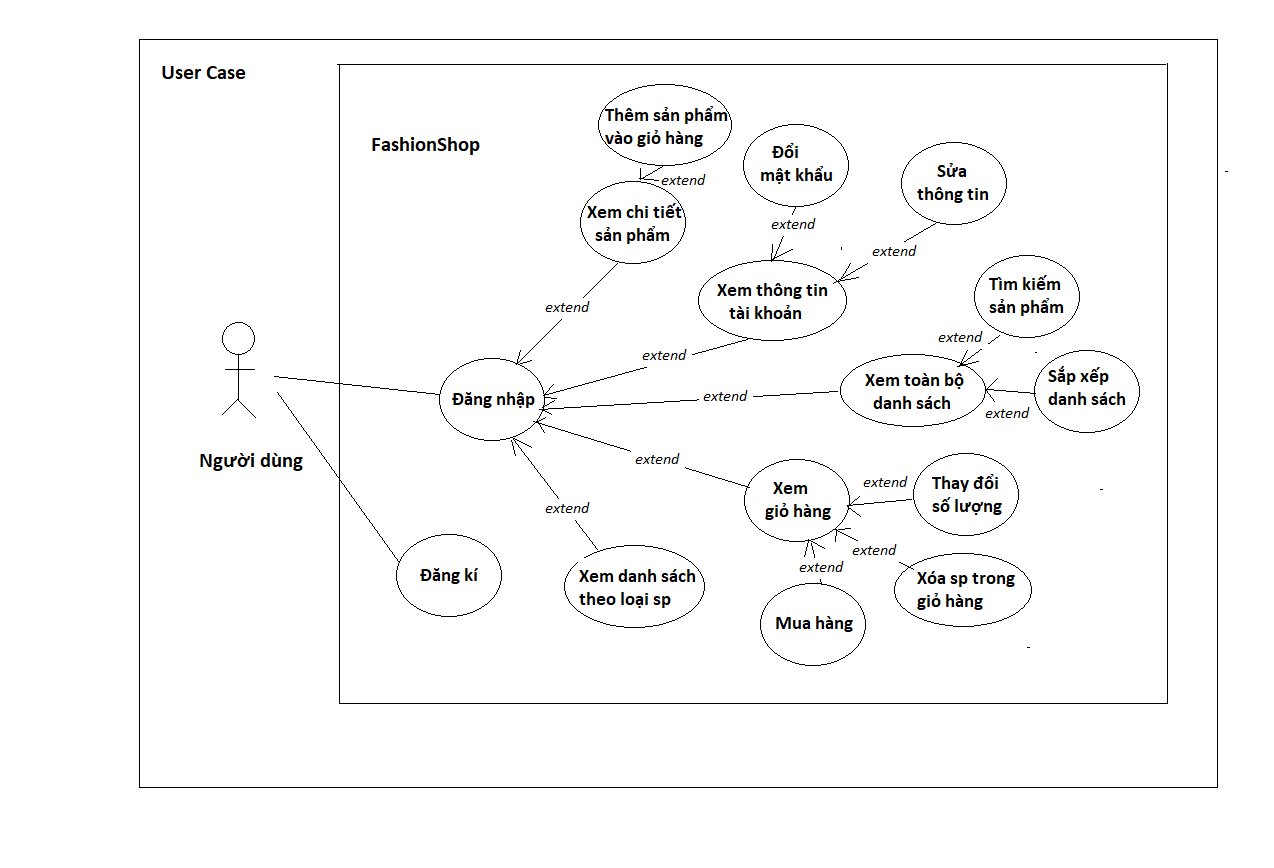 User Case
FashionShop
Thêm sản phẩm
vào giỏ hàng
extend
Đổi
mật khẩu
Sửa
thông tin
Xem chi tiết
sản phẩm
extend
extend
Xem thông tin
tài khoản
Tìm kiếm
sản phẩm
extend
extend
extend
Xem toàn bộ
danh sách
Sắp xếp
danh sách
extend
extend
Đăng nhập
Người dùng
extend
Xem
giỏ hàng
extend
Thay đổi
số lượng
extend
extend
extend
Đăng kí
Xem danh sách
theo loại sp
Xóa sp trong
giỏ hàng
Mua hàng